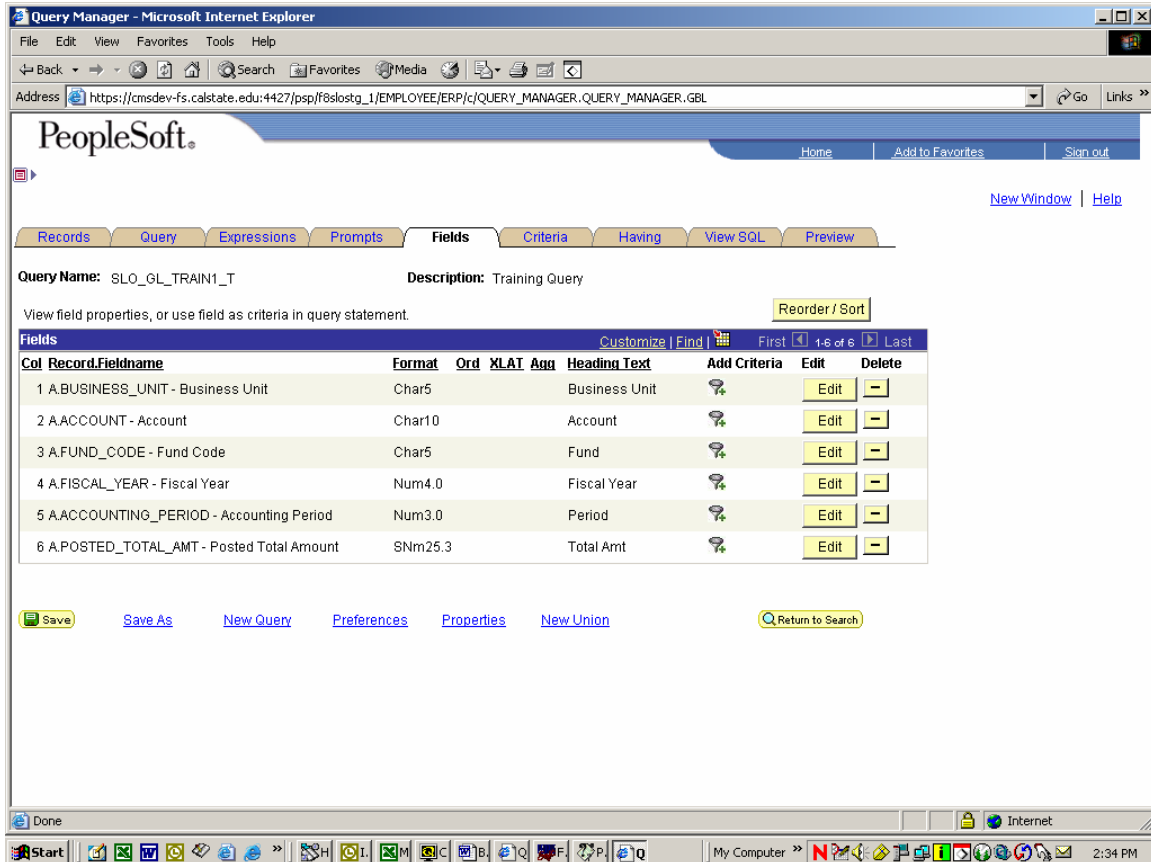 Query Manager - Microsoft Internet Explorer
File Edit View Favorites Tools Help
Back Search Favorites Media
Address https://cmsdev-fs.calstate.edu:4427/psp/f8slostg_1/EMPLOYEE/ERP/c/QUERY_MANAGER.QUERY_MANAGER.GBL Go Links »
PeopleSoft®
Home Add to Favorites Sign out
New Window | Help
Records Query Expressions Prompts Fields Criteria Having View SQL Preview
Query Name: SLO_GL_TRAIN1_T Description: Training Query
View field properties, or use field as criteria in query statement. Reorder / Sort
Fields Customize | Find | First 1-6 of 6 Last
Col Record.Fieldname Format Ord XLAT Agg Heading Text Add Criteria Edit Delete
1 A.BUSINESS_UNIT - Business Unit Char5 Business Unit Edit −
2 A.ACCOUNT - Account Char10 Account Edit −
3 A.FUND_CODE - Fund Code Char5 Fund Edit −
4 A.FISCAL_YEAR - Fiscal Year Num4.0 Fiscal Year Edit −
5 A.ACCOUNTING_PERIOD - Accounting Period Num3.0 Period Edit −
6 A.POSTED_TOTAL_AMT - Posted Total Amount SNm25.3 Total Amt Edit −
Save Save As New Query Preferences Properties New Union Return to Search
Done Internet
Start » H I. M C B. Q F. P. Q My Computer » 2:34 PM